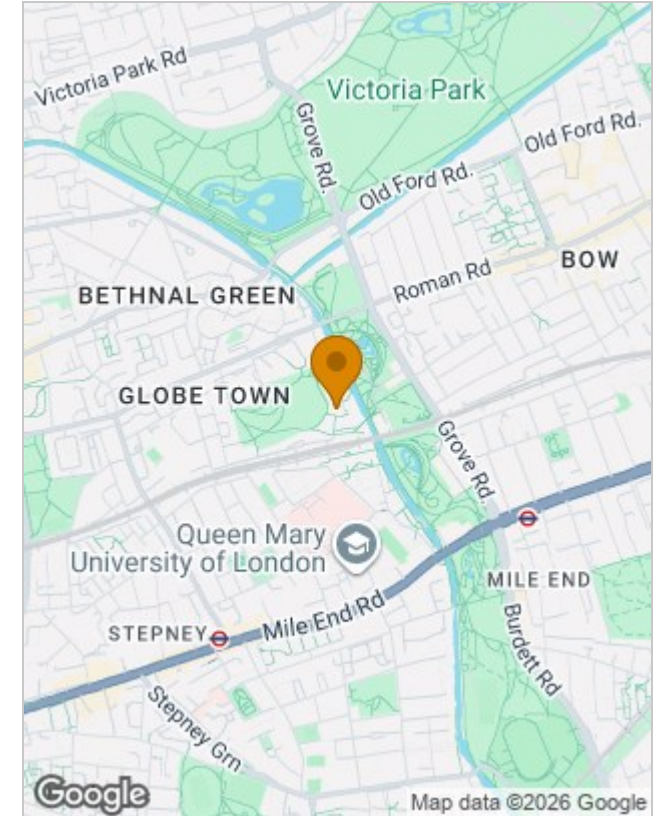 Victoria Park Rd
Victoria Park
Grove Rd.
Old Ford Rd.
Old Ford Rd.
BOW
Roman Rd
BETHNAL GREEN
GLOBE TOWN
Grove Rd.
Queen Mary
University of London
MILE END
STEPNEY
Mile End Rd
Burdett Rd
Stepney Grn
Google
Map data ©2026 Google